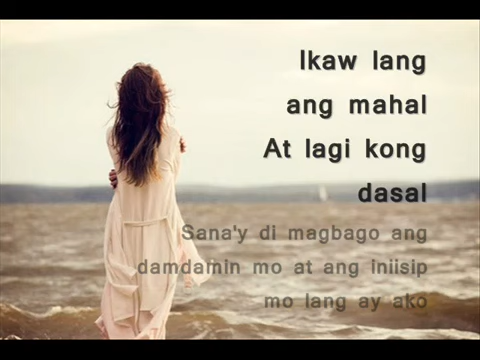 Ikaw lang
ang mahal
At lagi kong
dasal
Sana'y di magbago ang
damdamin mo at ang iniisip
mo lang ay ako